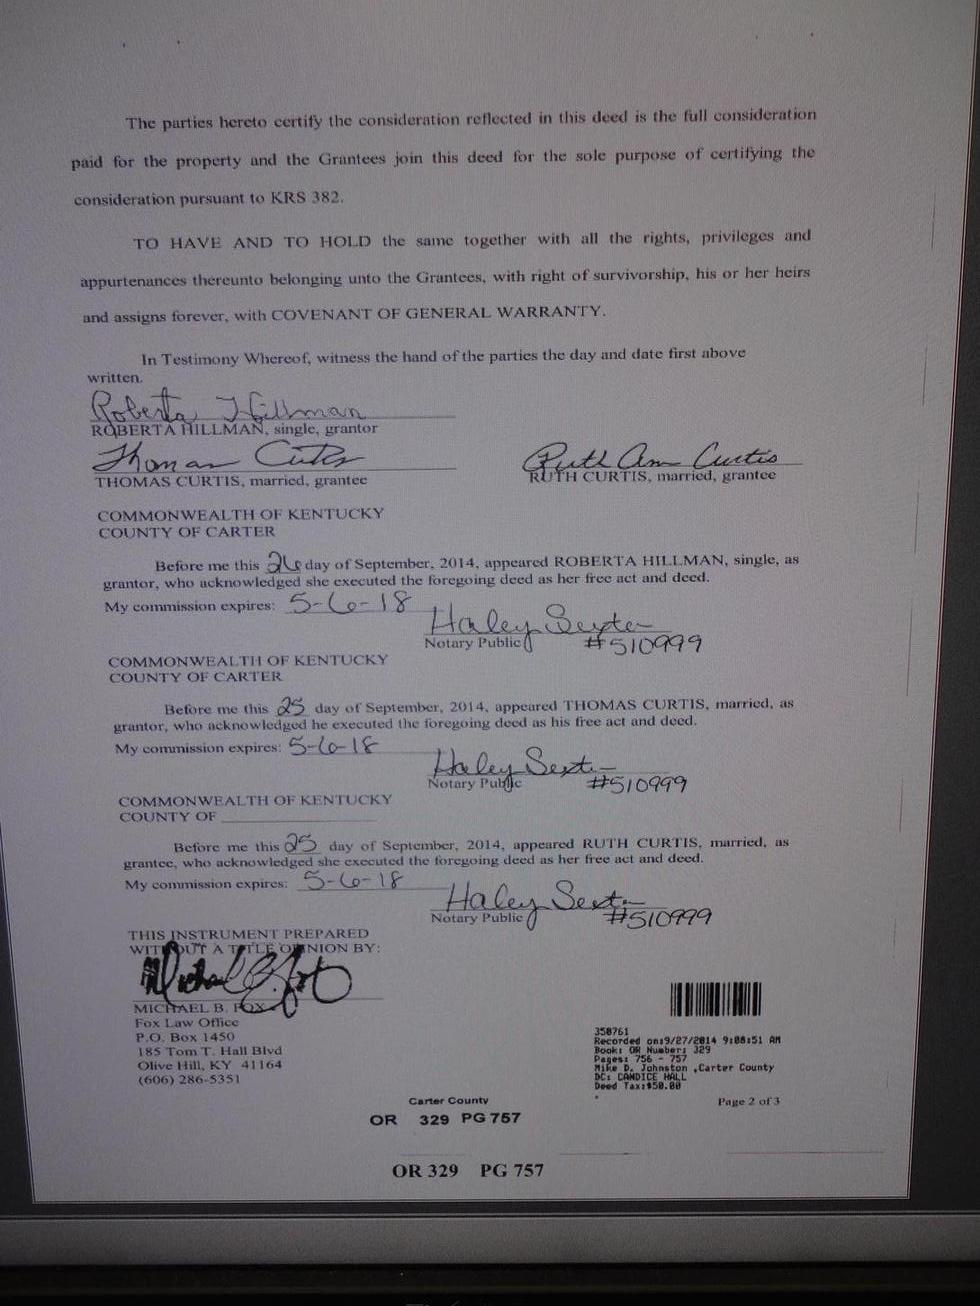 The parties hereto certify the consideration reflected in this deed is the full consideration
paid for the property and the Grantees join this deed for the sole purpose of certifying the
consideration pursuant to KRS 382.
TO HAVE AND TO HOLD the same together with all the rights, privileges and
appurtenances thereunto belonging unto the Grantees, with right of survivorship, his or her heirs
and assigns forever, with COVENANT OF GENERAL WARRANTY.
In Testimony Whereof, witness the hand of the parties the day and date first above
written.
Roberta Hillman
ROBERTA HILLMAN, single, grantor
Thomas Curtis
THOMAS CURTIS, married, grantee
Ruth Ann Curtis
RUTH CURTIS, married, grantee
COMMONWEALTH OF KENTUCKY
COUNTY OF CARTER
Before me this 26 day of September, 2014, appeared ROBERTA HILLMAN, single, as
grantor, who acknowledged she executed the foregoing deed as her free act and deed.
My commission expires: 5-6-18
Haley Sexton
Notary Public #510999
COMMONWEALTH OF KENTUCKY
COUNTY OF CARTER
Before me this 25 day of September, 2014, appeared THOMAS CURTIS, married, as
grantor, who acknowledged he executed the foregoing deed as his free act and deed.
My commission expires: 5-6-18
Haley Sexton
Notary Public #510999
COMMONWEALTH OF KENTUCKY
COUNTY OF
Before me this 25 day of September, 2014, appeared RUTH CURTIS, married, as
grantee, who acknowledged she executed the foregoing deed as her free act and deed.
My commission expires: 5-6-18
Haley Sexton
Notary Public #510999
THIS INSTRUMENT PREPARED
WITHOUT A TITLE OPINION BY:
Michael B. Fox
MICHAEL B. FOX
Fox Law Office
P.O. Box 1450
185 Tom T. Hall Blvd
Olive Hill, KY 41164
(606) 286-5351
350761
Recorded on:9/27/2014 9:08:51 AM
Book: OR Number: 329
Pages: 756 - 757
Mike D. Johnston ,Carter County
DC: CANDICE HALL
Deed Tax:$50.00
Page 2 of 3
Carter County
OR 329 PG 757
OR 329 PG 757